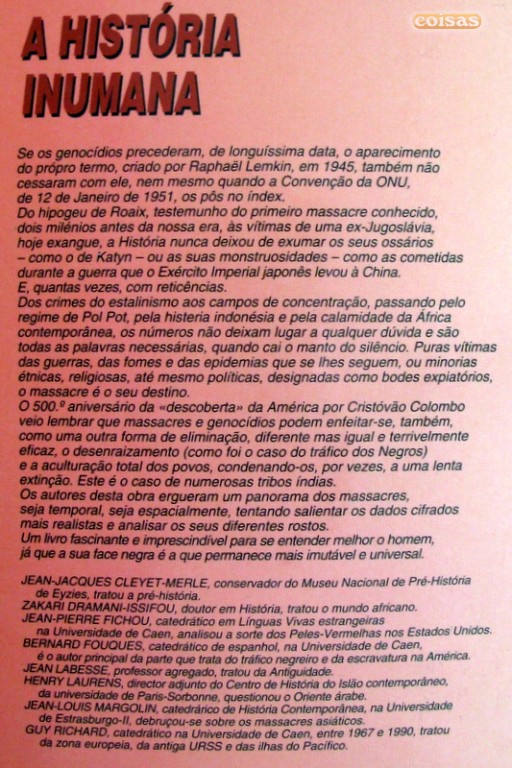 coisas
A HISTÓRIA
INUMANA
Se os genocídios precederam, de longuíssima data, o aparecimento
do própro termo, criado por Raphaël Lemkin, em 1945, também não
cessaram com ele, nem mesmo quando a Convenção da ONU,
de 12 de Janeiro de 1951, os pôs no índex.
Do hipogeu de Roaix, testemunho do primeiro massacre conhecido,
dois milénios antes da nossa era, às vítimas de uma ex-Jugoslávia,
hoje exangue, a História nunca deixou de exumar os seus ossários
– como o de Katyn – ou as suas monstruosidades – como as cometidas
durante a guerra que o Exército Imperial japonês levou à China.
E, quantas vezes, com reticências.
Dos crimes do estalinismo aos campos de concentração, passando pelo
regime de Pol Pot, pela histeria indonésia e pela calamidade da África
contemporânea, os números não deixam lugar a qualquer dúvida e são
todas as palavras necessárias, quando cai o manto do silêncio. Puras vítimas
das guerras, das fomes e das epidemias que se lhes seguem, ou minorias
étnicas, religiosas, até mesmo políticas, designadas como bodes expiatórios,
o massacre é o seu destino.
O 500.º aniversário da «descoberta» da América por Cristóvão Colombo
veio lembrar que massacres e genocídios podem enfeitar-se, também,
como uma outra forma de eliminação, diferente mas igual e terrivelmente
eficaz, o desenraizamento (como foi o caso do tráfico dos Negros)
e a aculturação total dos povos, condenando-os, por vezes, a uma lenta
extinção. Este é o caso de numerosas tribos índias.
Os autores desta obra ergueram um panorama dos massacres,
seja temporal, seja espacialmente, tentando salientar os dados cifrados
mais realistas e analisar os seus diferentes rostos.
Um livro fascinante e imprescindível para se entender melhor o homem,
já que a sua face negra é a que permanece mais imutável e universal.
JEAN-JACQUES CLEYET-MERLE, conservador do Museu Nacional de Pré-História
de Eyzies, tratou a pré-história.
ZAKARI DRAMANI-ISSIFOU, doutor em História, tratou o mundo africano.
JEAN-PIERRE FICHOU, catedrático em Línguas Vivas estrangeiras
na Universidade de Caen, analisou a sorte dos Peles-Vermelhas nos Estados Unidos.
BERNARD FOUQUES, catedrático de espanhol, na Universidade de Caen,
é o autor principal da parte que trata do tráfico negreiro e da escravatura na América.
JEAN LABESSE, professor agregado, tratou da Antiguidade.
HENRY LAURENS, director adjunto do Centro de História do Islão contemporâneo,
da universidade de Paris-Sorbonne, questionou o Oriente árabe.
JEAN-LOUIS MARGOLIN, catedrárico de História Contemporânea, na Universidade
de Estrasburgo-II, debruçou-se sobre os massacres asiáticos.
GUY RICHARD, catedrático na Universidade de Caen, entre 1967 e 1990, tratou
da zona europeia, da antiga URSS e das ilhas do Pacífico.